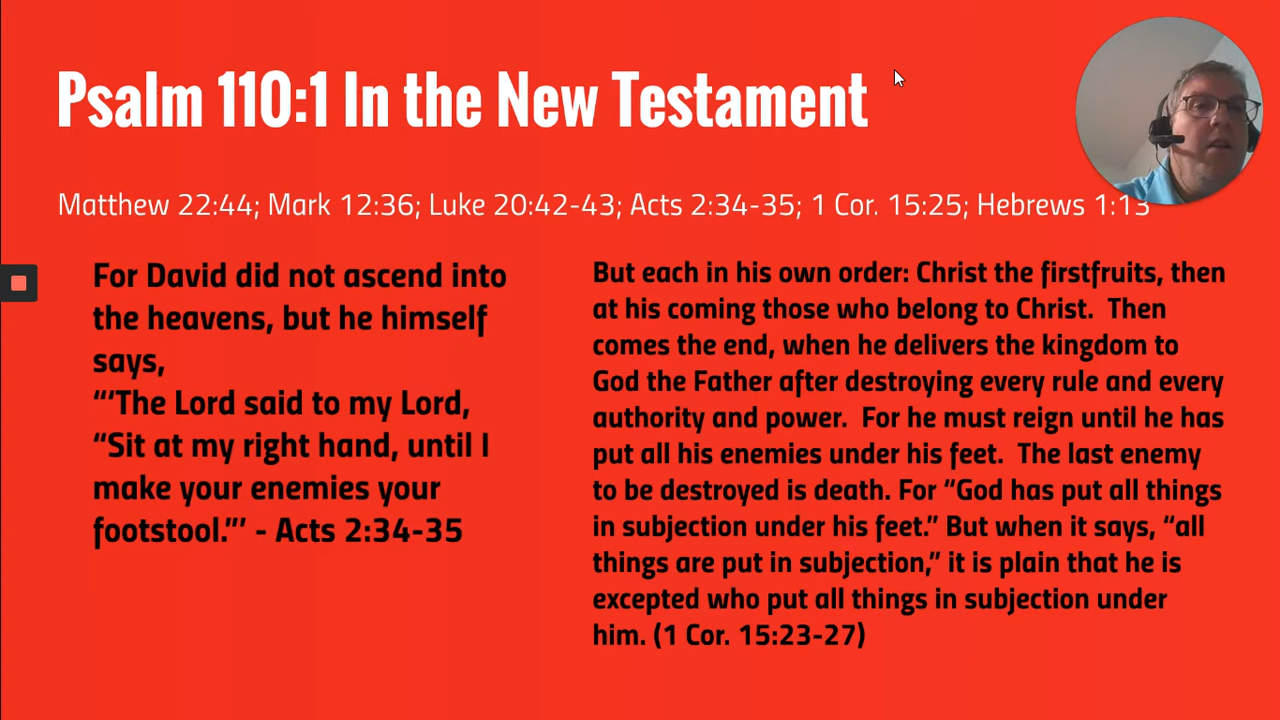 Psalm 110:1 In the New Testament
Matthew 22:44; Mark 12:36; Luke 20:42-43; Acts 2:34-35; 1 Cor. 15:25; Hebrews 1:13
For David did not ascend into
the heavens, but he himself
says,
“‘The Lord said to my Lord,
“Sit at my right hand, until I
make your enemies your
footstool.”’ - Acts 2:34-35
But each in his own order: Christ the firstfruits, then
at his coming those who belong to Christ.  Then
comes the end, when he delivers the kingdom to
God the Father after destroying every rule and every
authority and power.  For he must reign until he has
put all his enemies under his feet.  The last enemy
to be destroyed is death. For “God has put all things
in subjection under his feet.” But when it says, “all
things are put in subjection,” it is plain that he is
excepted who put all things in subjection under
him. (1 Cor. 15:23-27)